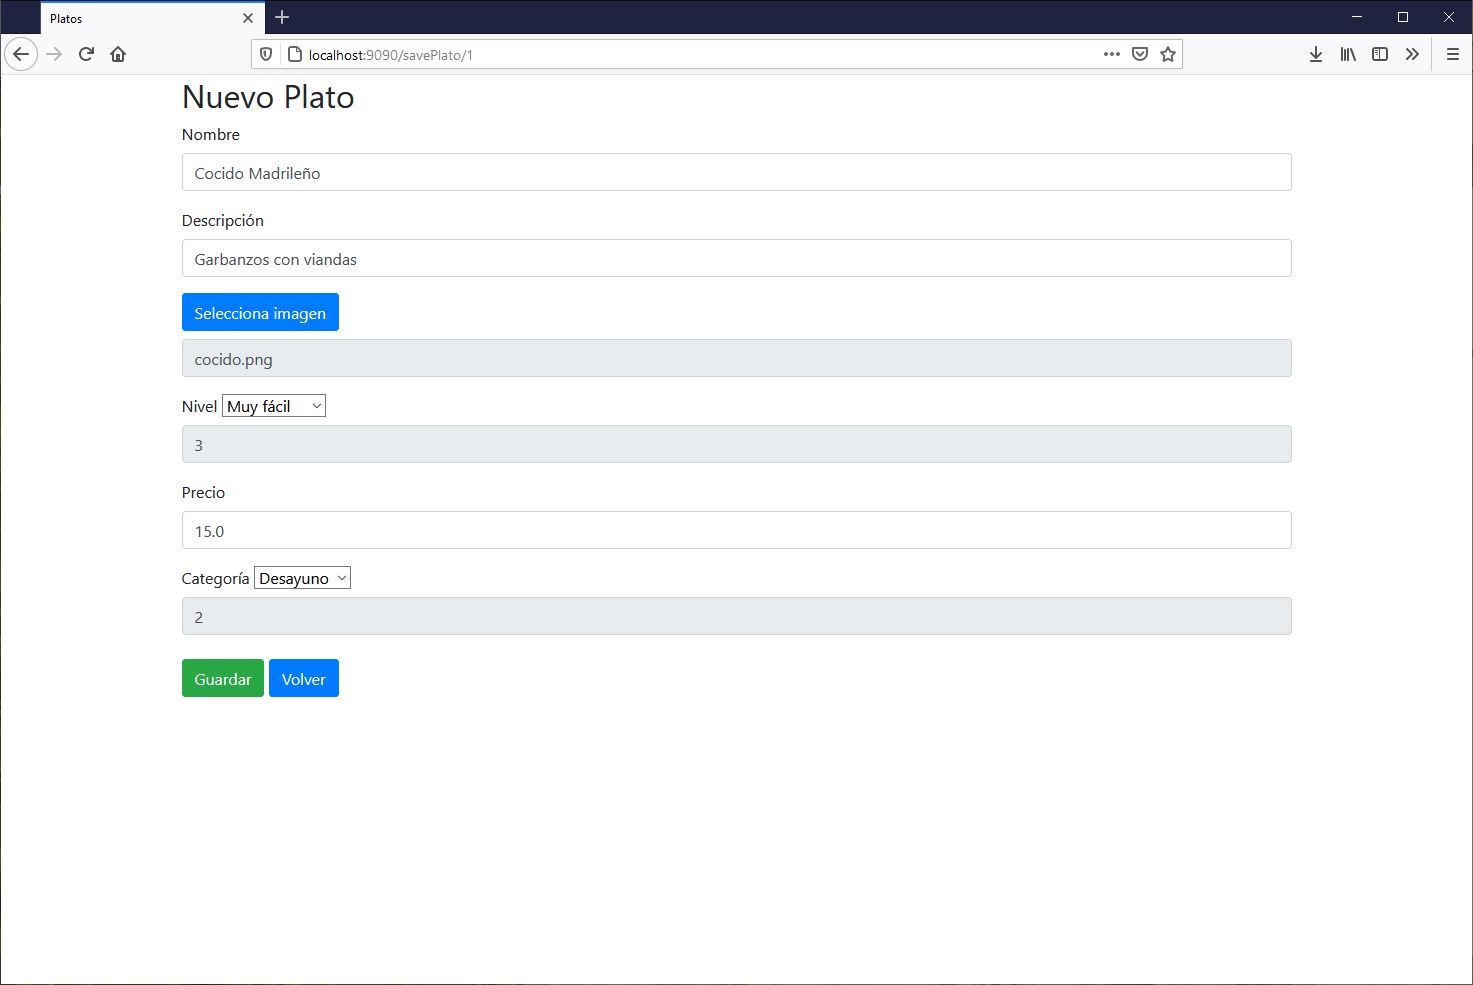 Platos
localhost:9090/savePlato/1
Nuevo Plato
Nombre
Cocido Madrileño
Descripción
Garbanzos con viandas
Selecciona imagen
cocido.png
Nivel Muy fácil
3
Precio
15.0
Categoría Desayuno
2
Guardar Volver